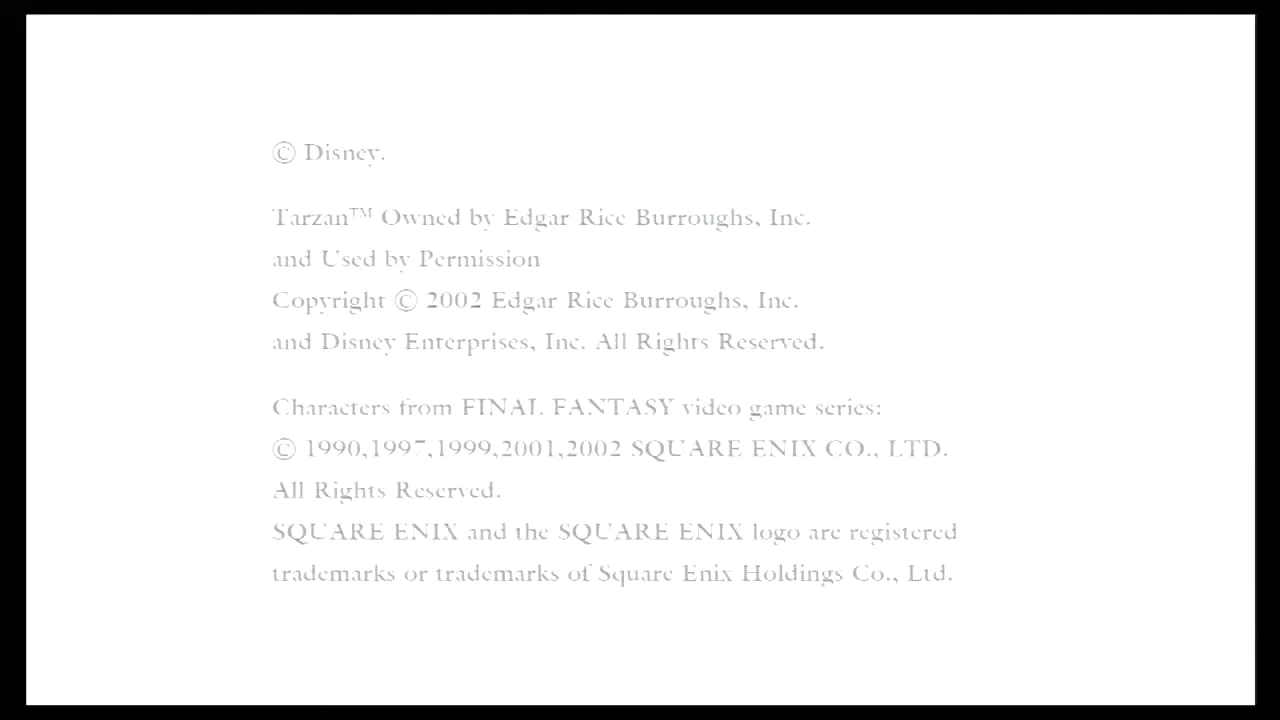 © Disney.
Tarzan™ Owned by Edgar Rice Burroughs, Inc.
and Used by Permission
Copyright © 2002 Edgar Rice Burroughs, Inc.
and Disney Enterprises, Inc. All Rights Reserved.
Characters from FINAL FANTASY video game series:
© 1990,1997,1999,2001,2002 SQUARE ENIX CO., LTD.
All Rights Reserved.
SQUARE ENIX and the SQUARE ENIX logo are registered
trademarks or trademarks of Square Enix Holdings Co., Ltd.